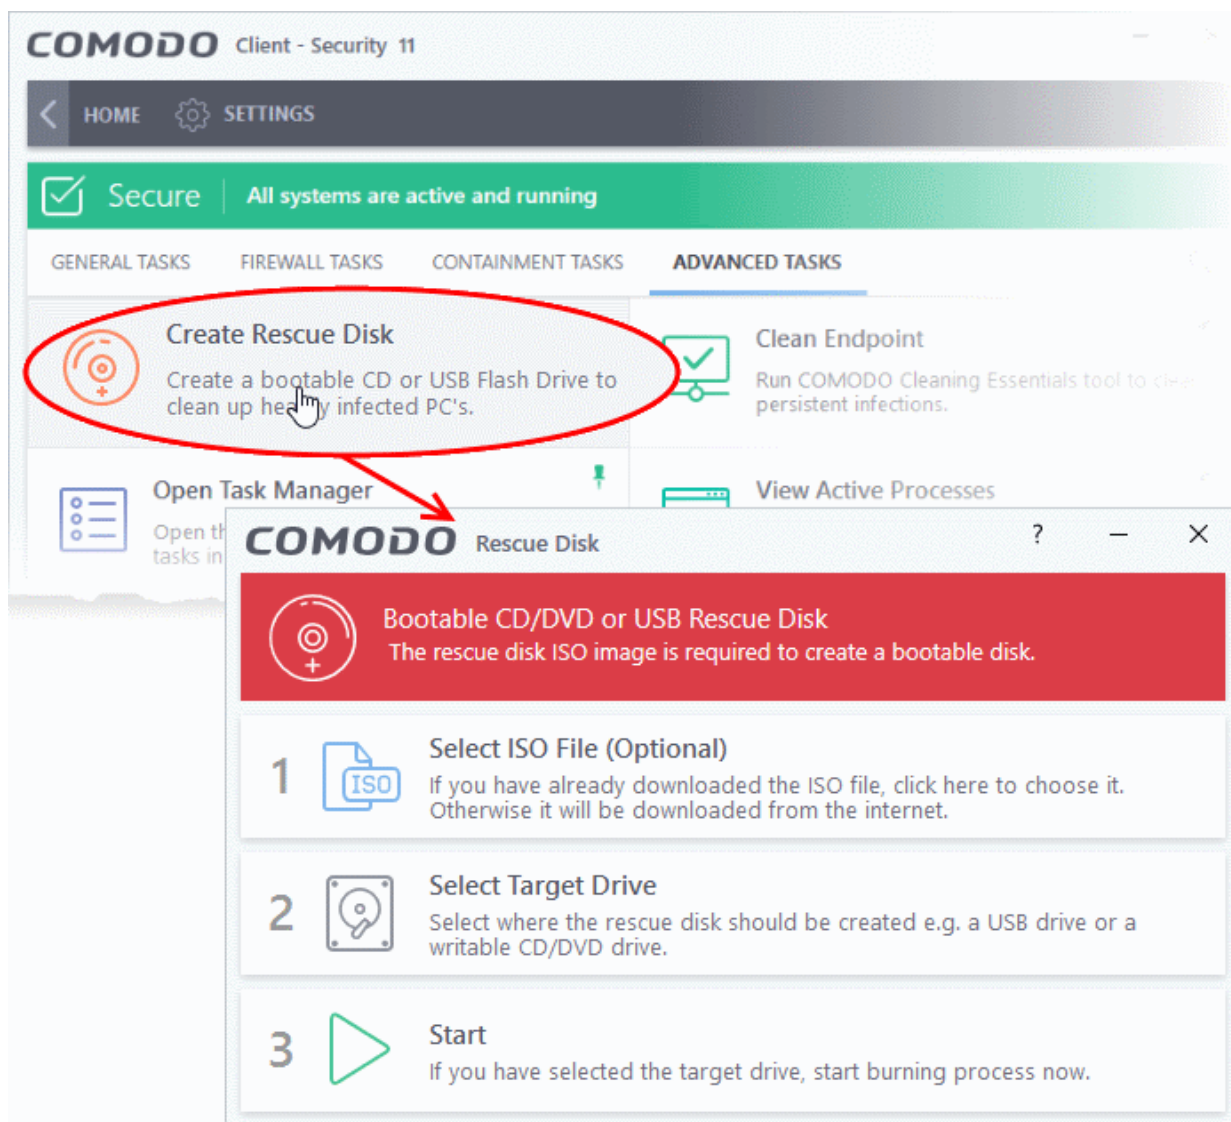 COMODO Client - Security 11
HOME SETTINGS
Secure All systems are active and running
GENERAL TASKS FIREWALL TASKS CONTAINMENT TASKS ADVANCED TASKS
Create Rescue Disk
Create a bootable CD or USB Flash Drive to
clean up infected PC's.
Clean Endpoint
Run COMODO Cleaning Essentials tool to
persistent infections.
Open Task Manager
Open
tasks in
View Active Processes
COMODO Rescue Disk
?
Bootable CD/DVD or USB Rescue Disk
The rescue disk ISO image is required to create a bootable disk.
1
ISO
Select ISO File (Optional)
If you have already downloaded the ISO file, click here to choose it.
Otherwise it will be downloaded from the internet.
2
Select Target Drive
Select where the rescue disk should be created e.g. a USB drive or a
writable CD/DVD drive.
3
Start
If you have selected the target drive, start burning process now.